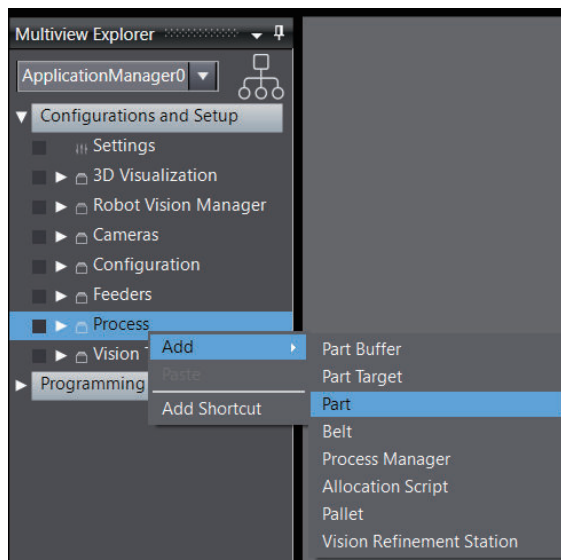 Multiview Explorer
ApplicationManager0
Configurations and Setup
Settings
3D Visualization
Robot Vision Manager
Cameras
Configuration
Feeders
Process
Vision T
Programming
Add
Paste
Add Shortcut
Part Buffer
Part Target
Part
Belt
Process Manager
Allocation Script
Pallet
Vision Refinement Station